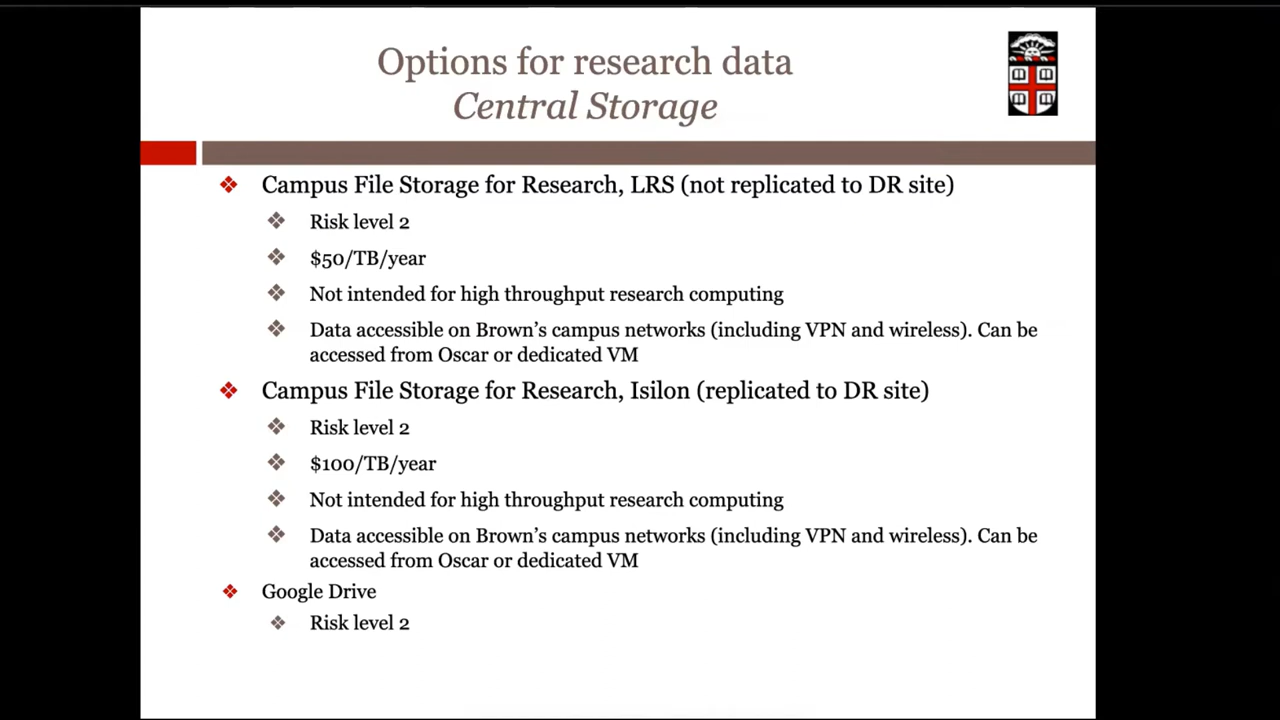 Options for research data
Central Storage
Campus File Storage for Research, LRS (not replicated to DR site)
Risk level 2
$50/TB/year
Not intended for high throughput research computing
Data accessible on Brown’s campus networks (including VPN and wireless). Can be
accessed from Oscar or dedicated VM
Campus File Storage for Research, Isilon (replicated to DR site)
Risk level 2
$100/TB/year
Not intended for high throughput research computing
Data accessible on Brown’s campus networks (including VPN and wireless). Can be
accessed from Oscar or dedicated VM
Google Drive
Risk level 2